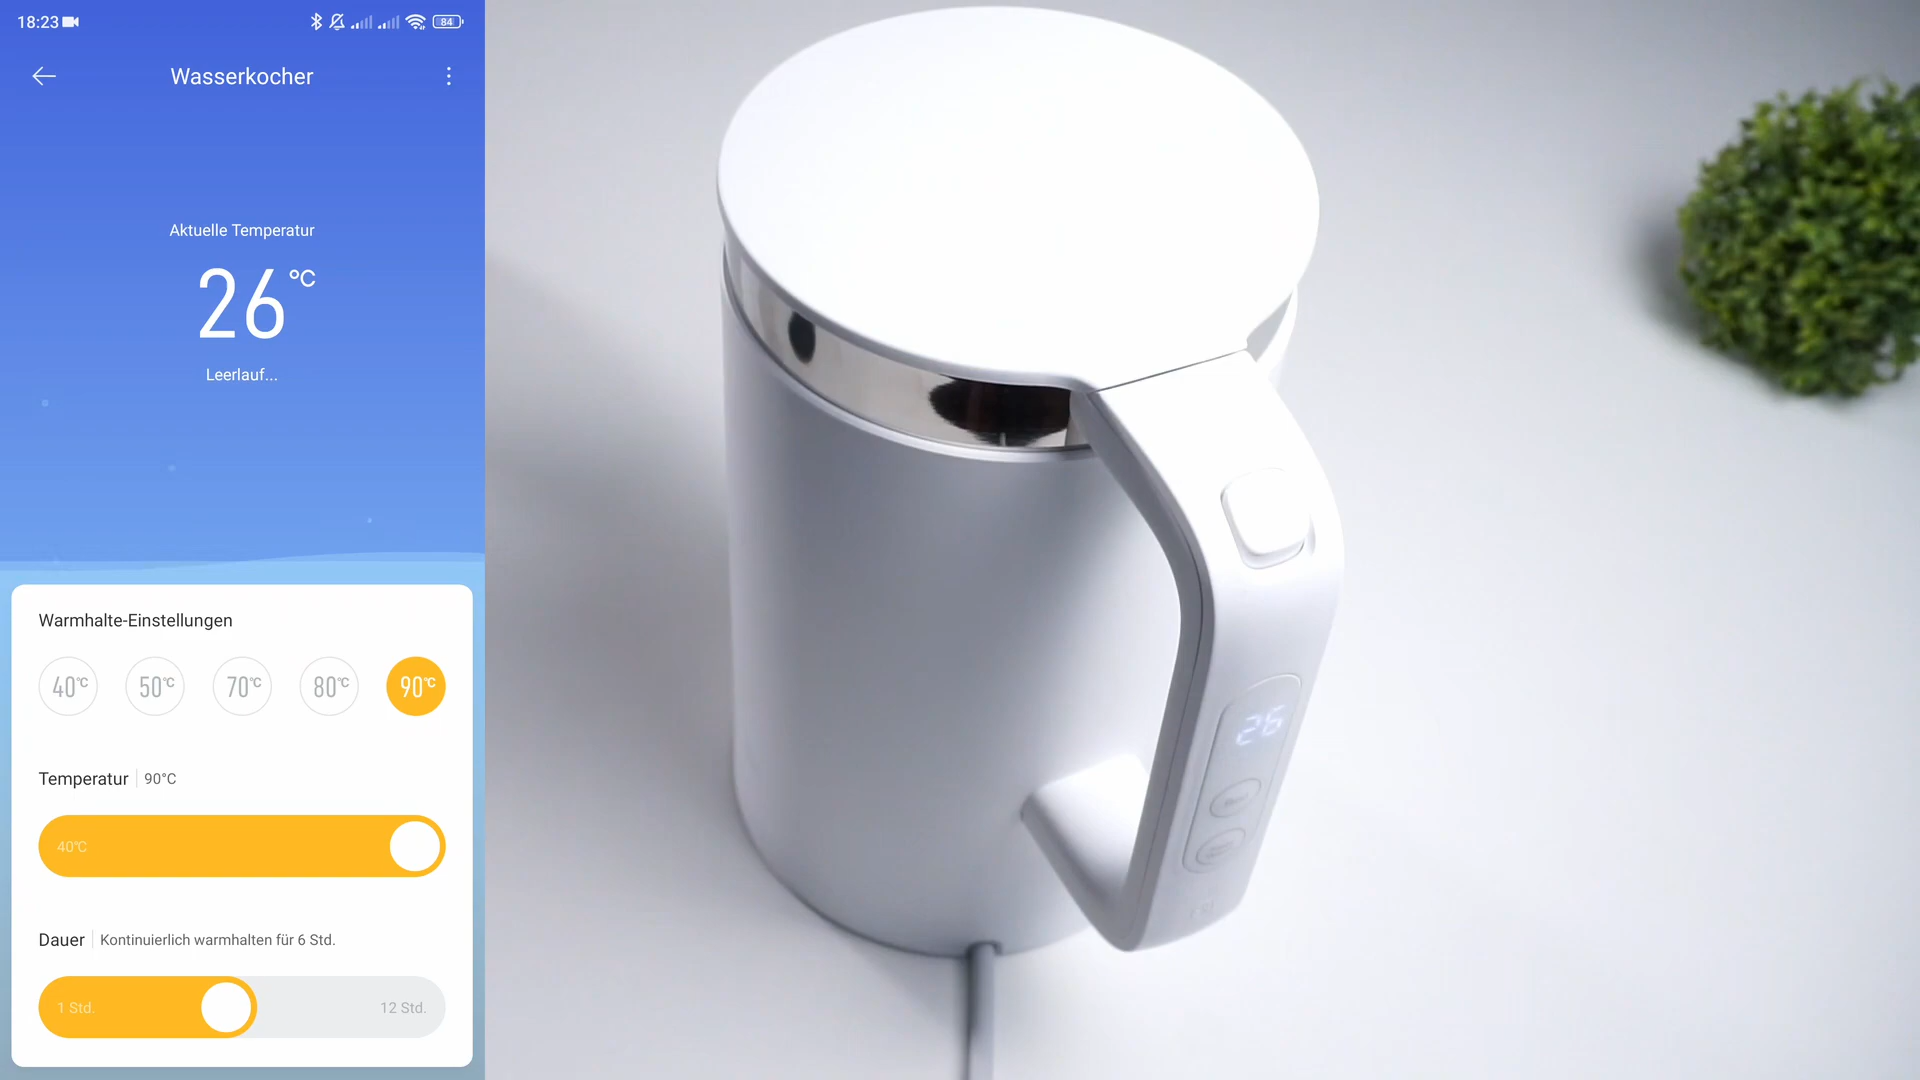 18:23
84
Wasserkocher
Aktuelle Temperatur
26 °C
Leerlauf...
Warmhalte-Einstellungen
40°C 50°C 70°C 80°C 90°C
Temperatur 90°C
40°C
Dauer Kontinuierlich warmhalten für 6 Std.
1 Std. 12 Std.
26